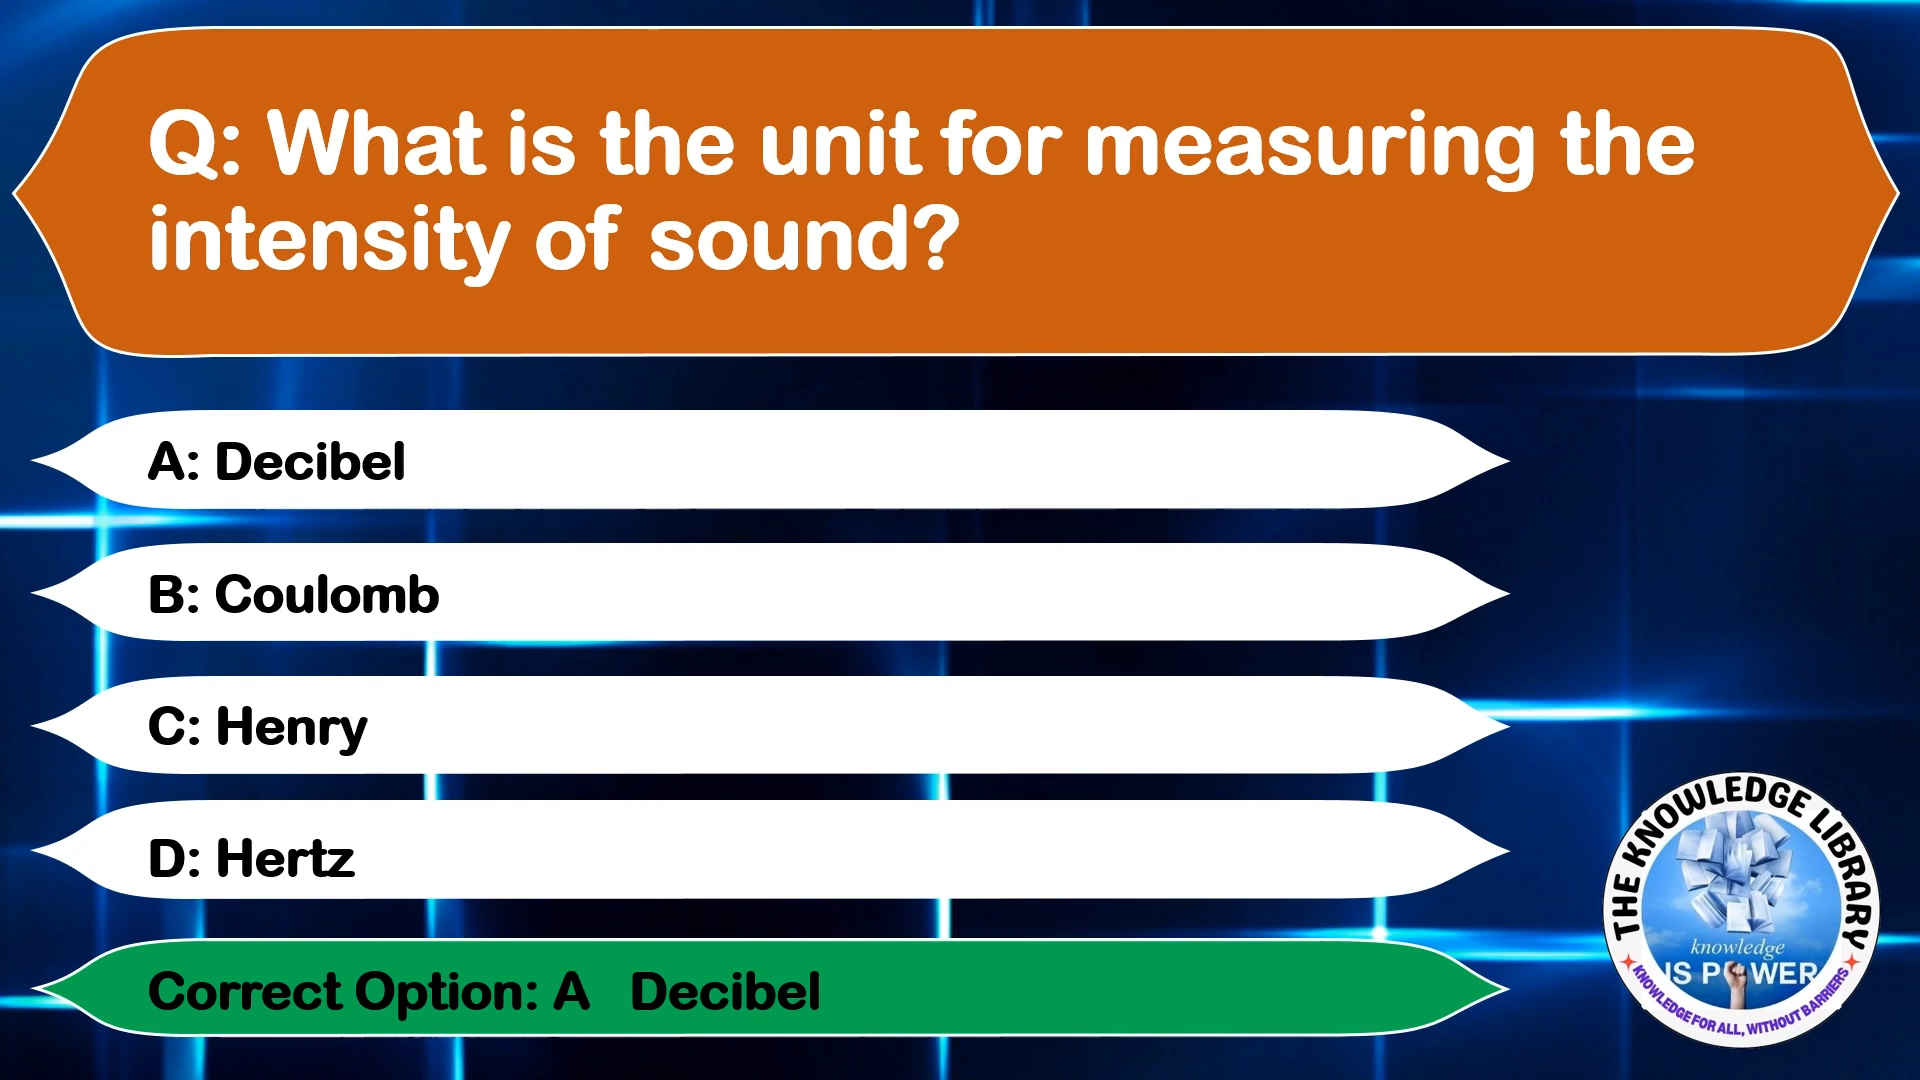 Q: What is the unit for measuring the
intensity of sound?
A: Decibel
B: Coulomb
C: Henry
D: Hertz
Correct Option: A Decibel
THE KNOWLEDGE LIBRARY
knowledge
IS POWER
KNOWLEDGE FOR ALL, WITHOUT BARRIERS